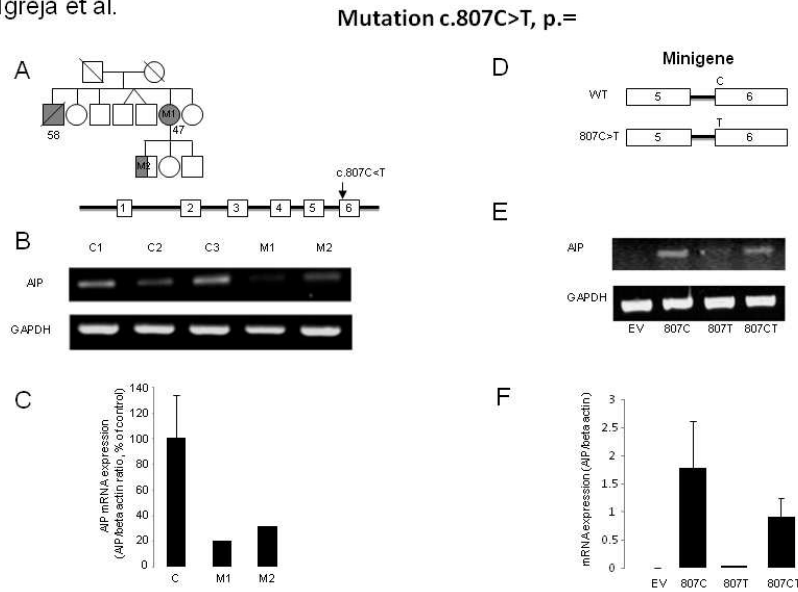 Igreja et al.
Mutation c.807C>T, p.=
A
M1
58
47
M2
c.807C<T
1 2 3 4 5 6
B
C1 C2 C3 M1 M2
AIP
GAPDH
C
AIP mRNA expression
(AIP/beta actin ratio, % of control)
140
120
100
80
60
40
20
0
C M1 M2
D
Minigene
C
WT 5 6
T
807C>T 5 6
E
AIP
GAPDH
EV 807C 807T 807CT
F
mRNA expression (AIP/beta actin)
3
2.5
2
1.5
1
0.5
0
EV 807C 807T 807CT